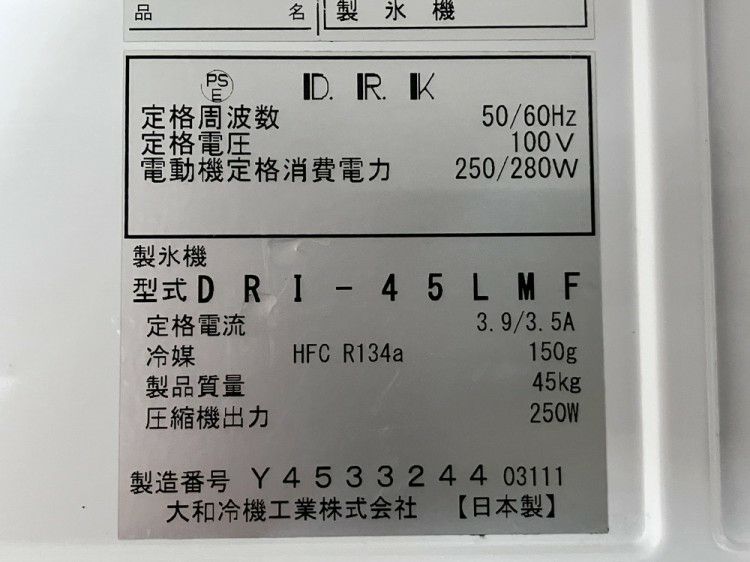 品名 製氷機
PS E D.R.K
定格周波数 50/60Hz
定格電圧 100V
電動機定格消費電力 250/280W
製氷機
型式 DRI-45LMF
定格電流 3.9/3.5A
冷媒 HFC R134a 150g
製品質量 45kg
圧縮機出力 250W
製造番号 Y4533244 03111
大和冷機工業株式会社 【日本製】